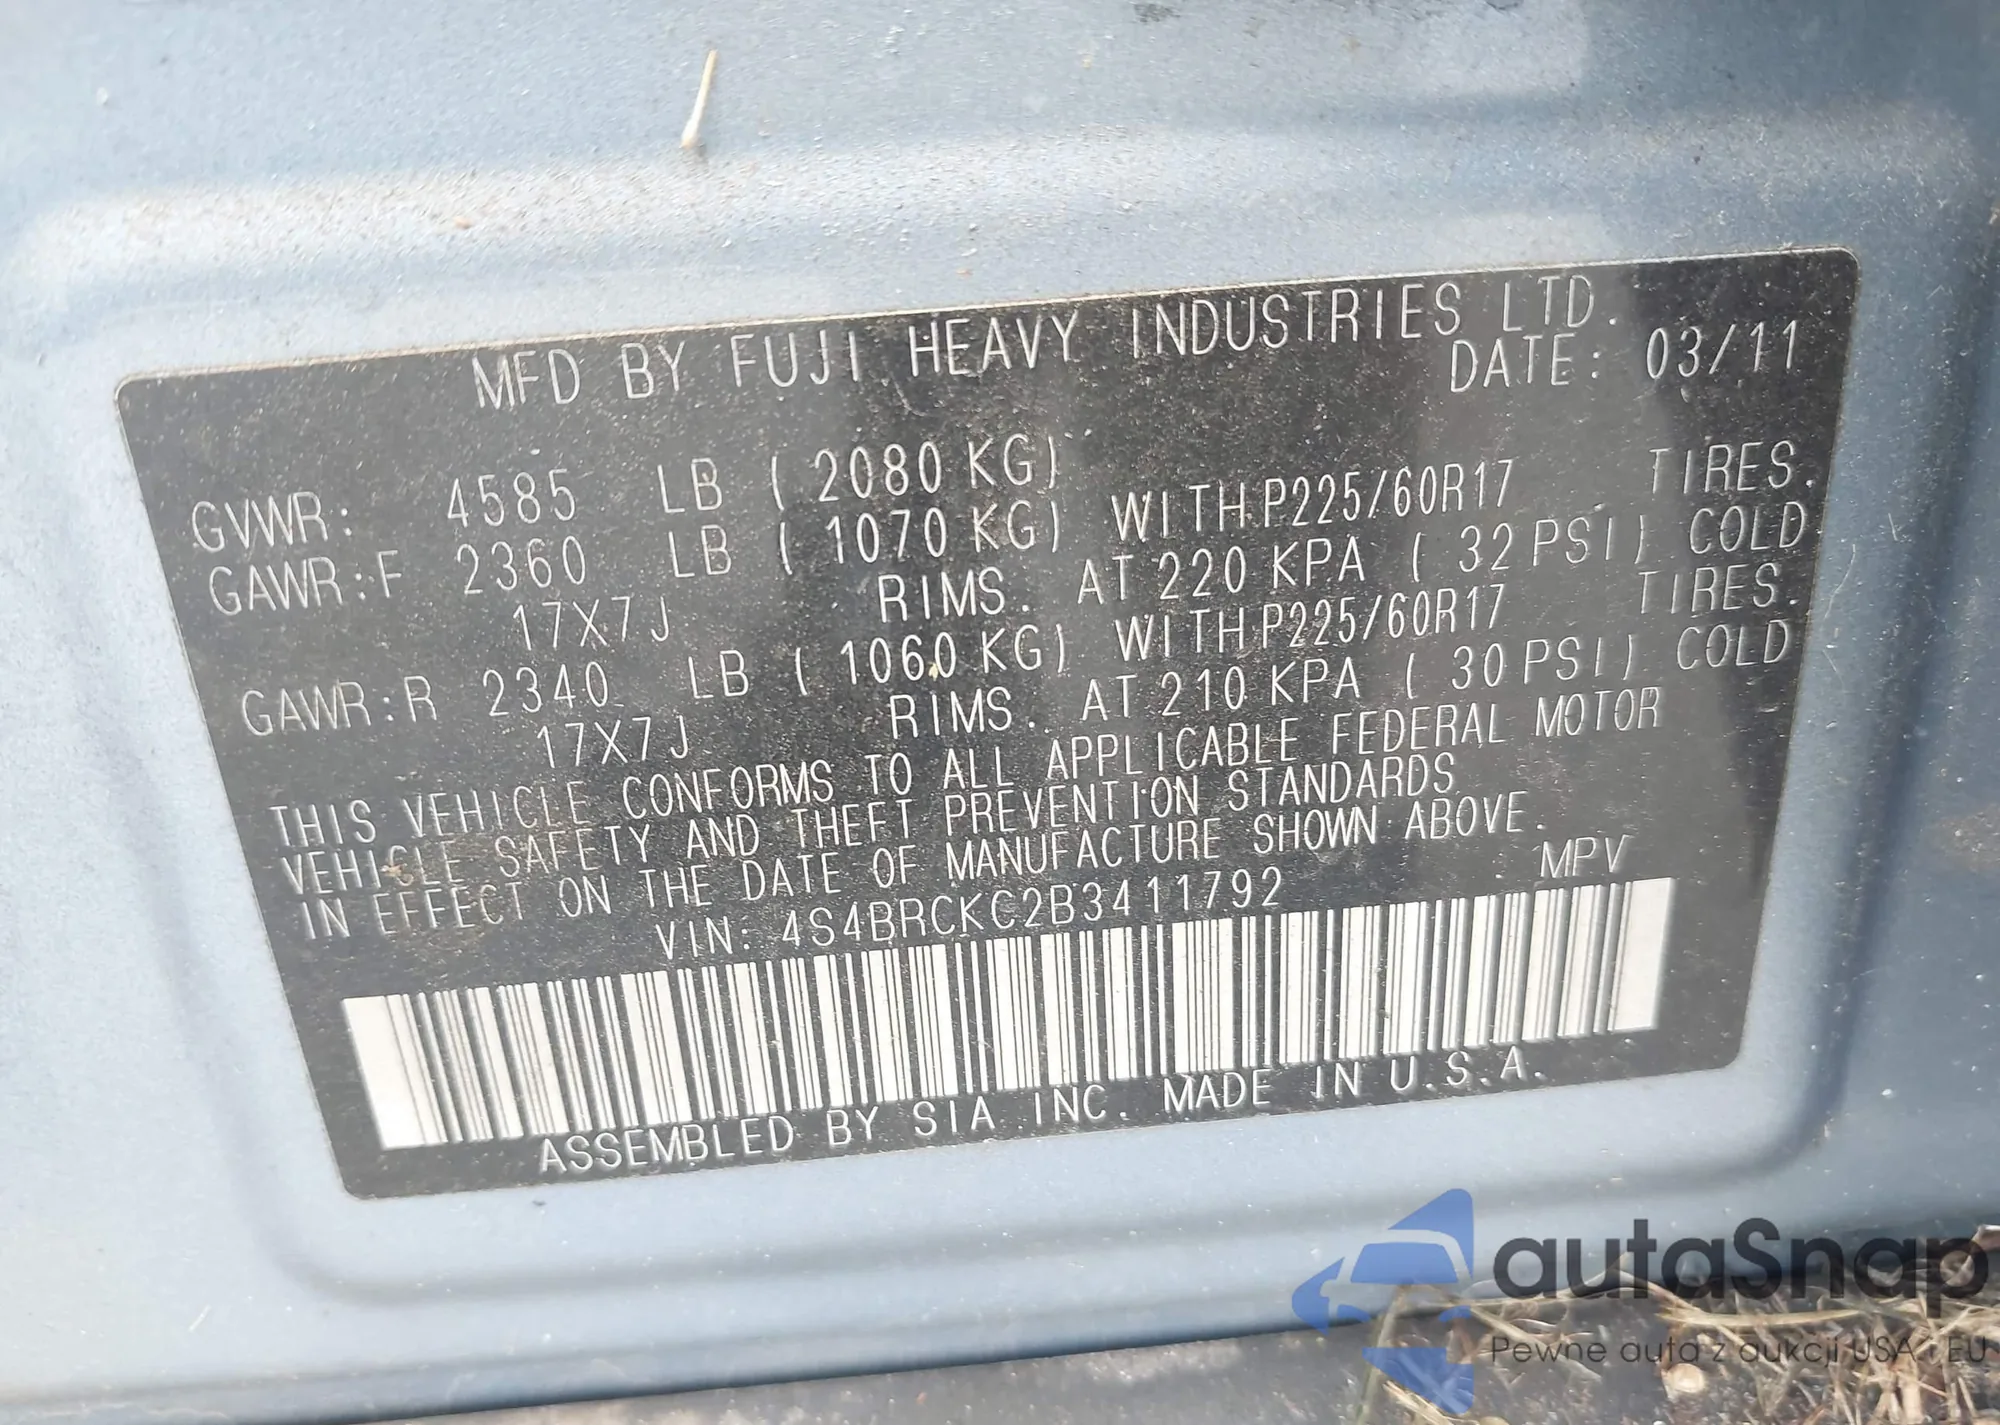 MFD BY FUJI HEAVY INDUSTRIES LTD.
DATE: 03/11
GVWR: 4585 LB ( 2080 KG)
GAWR:F 2360 LB ( 1070 KG) WITH P225/60R17 TIRES.
17X7J RIMS. AT 220 KPA ( 32 PSI) COLD
GAWR:R 2340 LB ( 1060 KG) WITH P225/60R17 TIRES.
17X7J RIMS. AT 210 KPA ( 30 PSI) COLD
THIS VEHICLE CONFORMS TO ALL APPLICABLE FEDERAL MOTOR
VEHICLE SAFETY AND THEFT PREVENTION STANDARDS
IN EFFECT ON THE DATE OF MANUFACTURE SHOWN ABOVE.
VIN: 4S4BRCKC2B3411792 MPV
ASSEMBLED BY SIA INC. MADE IN U.S.A.
autaSnap
Pewne auta z aukcji USA i EU